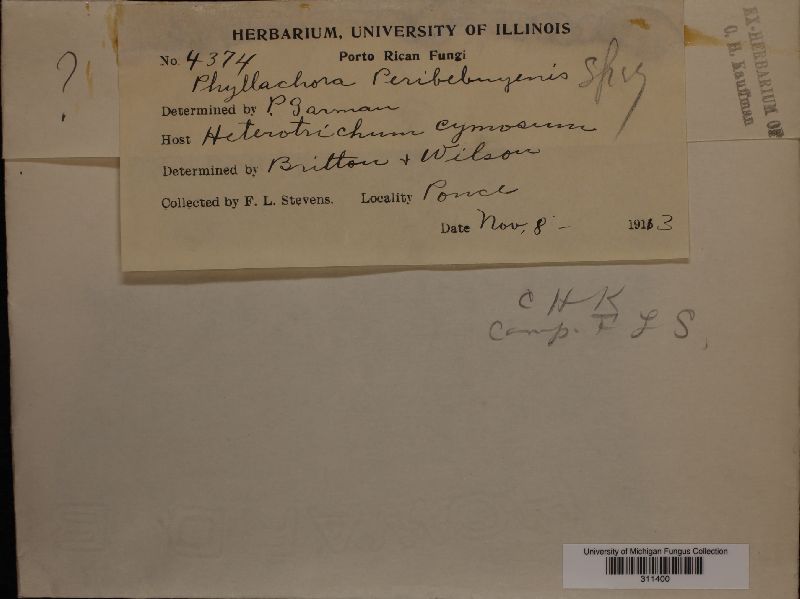 HERBARIUM, UNIVERSITY OF ILLINOIS
No. 4374 Porto Rican Fungi
Phyllachora Peribebuyensis Speg
Determined by P. Garman
Host Heterotrichum cymosum
Determined by Britton & Wilson
Collected by F. L. Stevens. Locality Ponce
Date Nov, 8 - 1913
?
EX-HERBARIUM OF
C. H. Kauffman
C H K
Comp. F L S,
University of Michigan Fungus Collection
311400